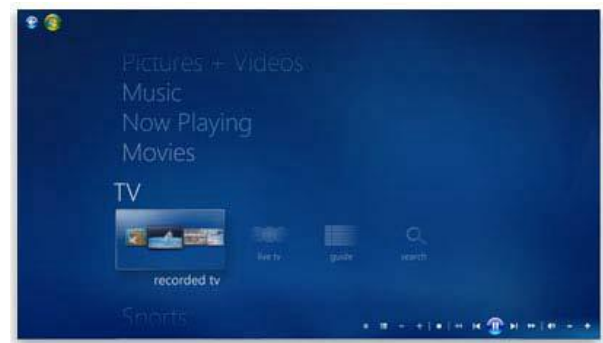 Pictures + Videos
Music
Now Playing
Movies
TV
recorded tv
live tv
guide
search
Sports